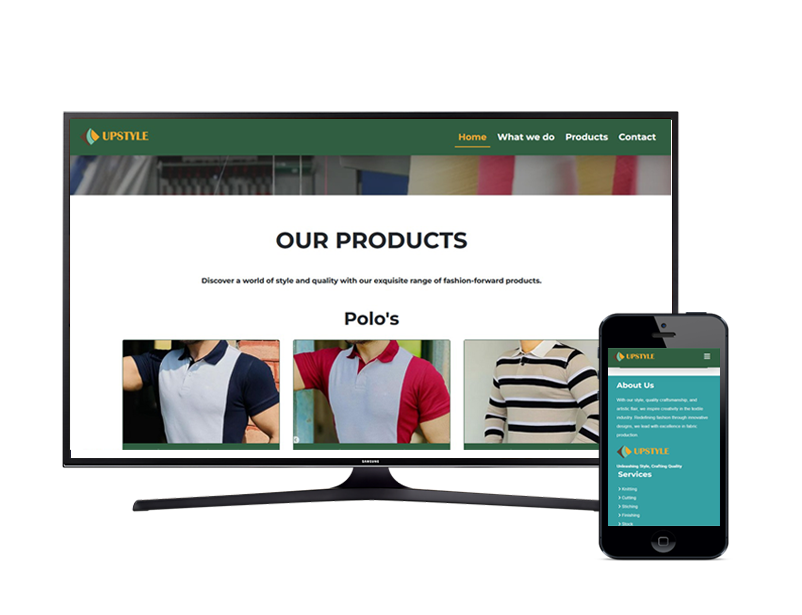 UPSTYLE
Home What we do Products Contact
OUR PRODUCTS
Discover a world of style and quality with our exquisite range of fashion-forward products.
Polo's
SAMSUNG
UPSTYLE
About Us
With our style, quality craftsmanship, and
artistic flair, we inspire creativity in the textile
industry. Redefining fashion through innovative
designs, we lead with excellence in fabric
production.
UPSTYLE
Unleashing Style, Crafting Quality
Services
> Knitting
> Cutting
> Stiching
> Finishing
> Stock